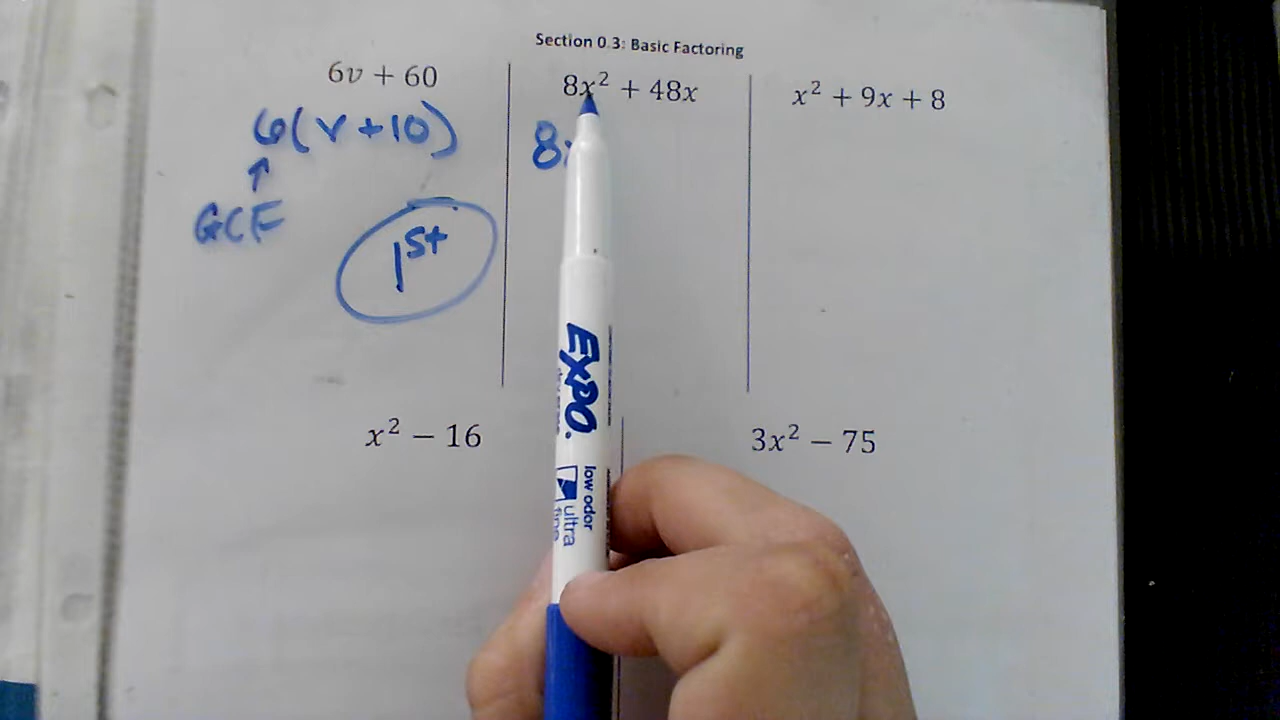 Section 0.3: Basic Factoring
6v + 60
6(v + 10)
↑
GCF
1st
8x² + 48x
8
x² + 9x + 8
x² − 16
3x² − 75
EXPO.
low odor
ultra